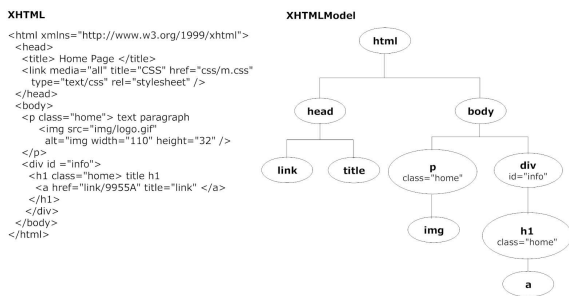 XHTML
<html xmlns="http://www.w3.org/1999/xhtml">
<head>
<title> Home Page </title>
<link media="all" title="CSS" href="css/m.css"
type="text/css" rel="stylesheet" />
</head>
<body>
<p class="home"> text paragraph
<img src="img/logo.gif"
alt="img width="110" height="32" />
</p>
<div id ="info">
<h1 class="home> title h1
<a href="link/9955A" title="link" </a>
</h1>
</div>
</body>
</html>
XHTMLModel
html
head
body
link
title
p
class="home"
div
id="info"
img
h1
class="home"
a